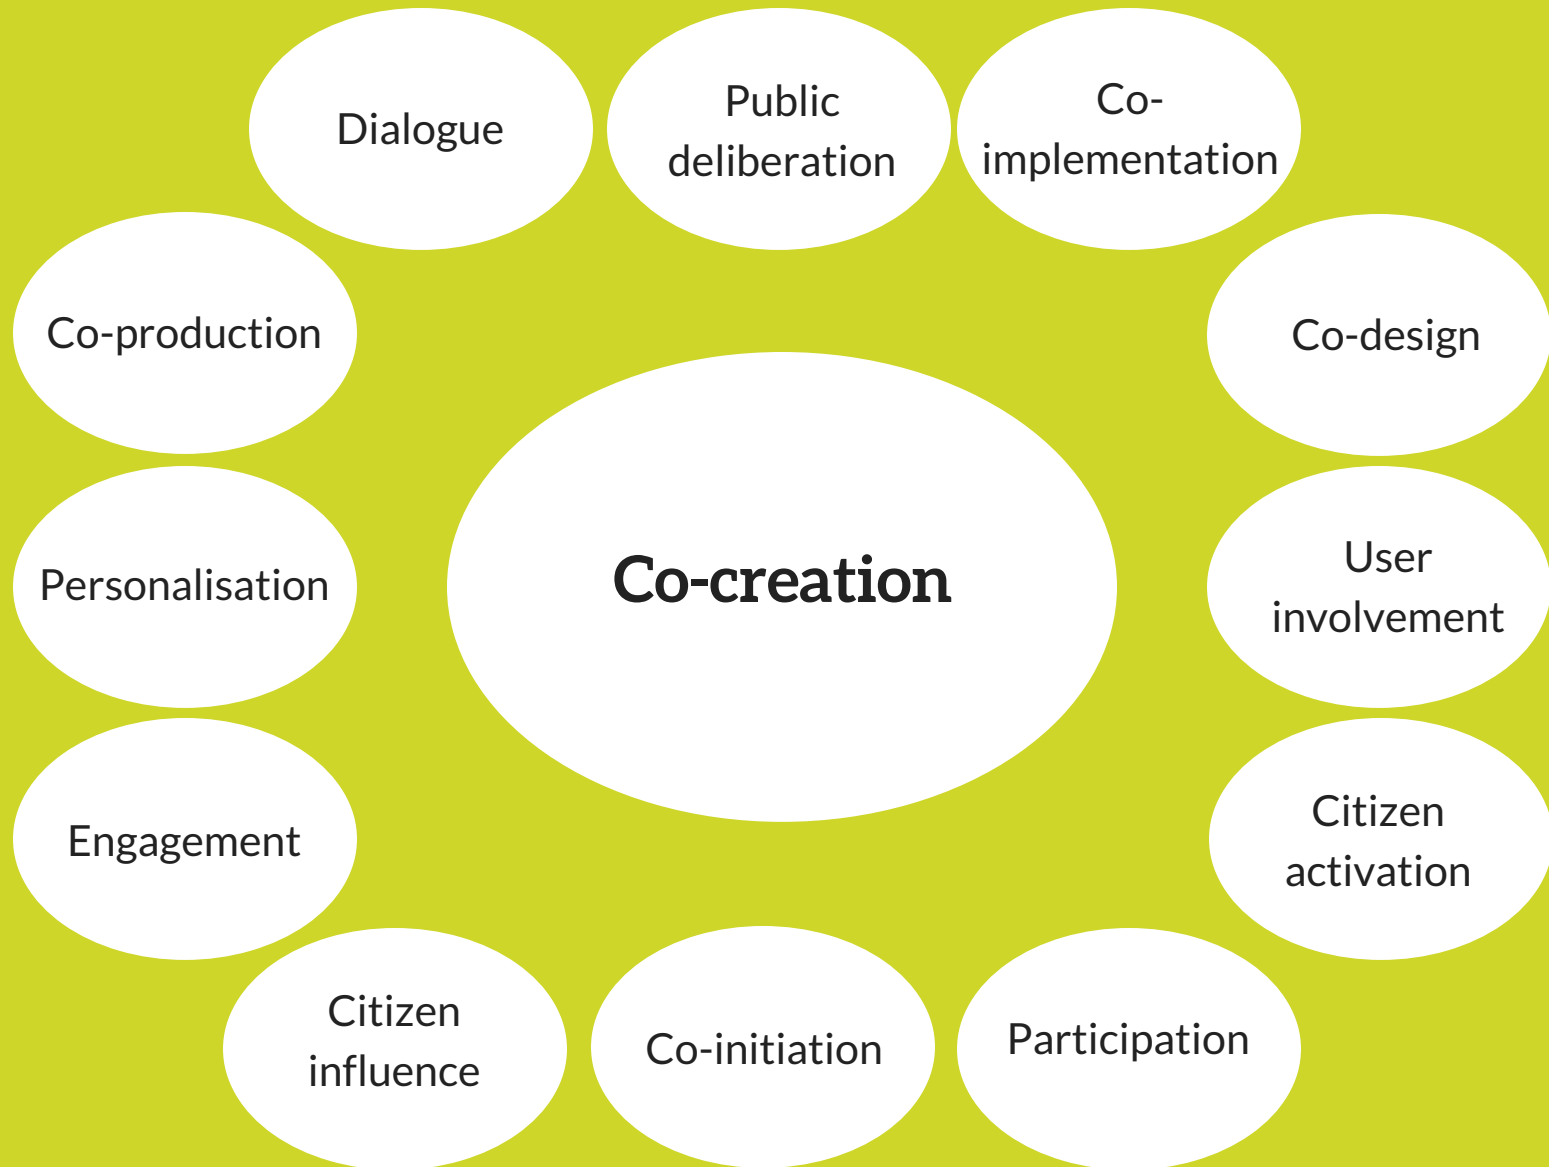 Dialogue
Public
deliberation
Co-
implementation
Co-production
Co-design
Co-creation
Personalisation
User
involvement
Engagement
Citizen
activation
Citizen
influence
Co-initiation
Participation